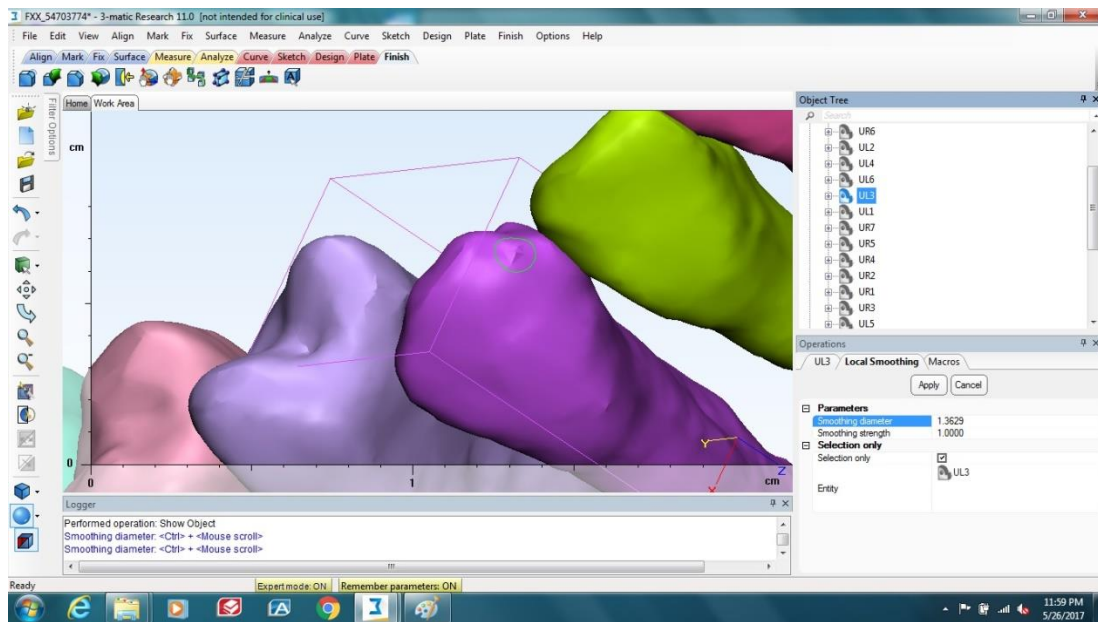 FXX_54703774* - 3-matic Research 11.0 [not intended for clinical use]
File Edit View Align Mark Fix Surface Measure Analyze Curve Sketch Design Plate Finish Options Help
Align Mark Fix Surface Measure Analyze Curve Sketch Design Plate Finish
Filter Options
Home Work Area
cm
0
0
1
cm
Y
Z
Object Tree
Search
UR6
UL2
UL4
UL6
UL3
UL1
UR7
UR5
UR4
UR2
UR1
UR3
UL5
Operations
UL3 Local Smoothing Macros
Apply Cancel
Parameters
Smoothing diameter 1.3629
Smoothing strength 1.0000
Selection only
Selection only
UL3
Entity
Logger
Performed operation: Show Object
Smoothing diameter: <Ctrl> + <Mouse scroll>
Smoothing diameter: <Ctrl> + <Mouse scroll>
Ready Expert mode: ON Remember parameters: ON
11:59 PM
5/26/2017